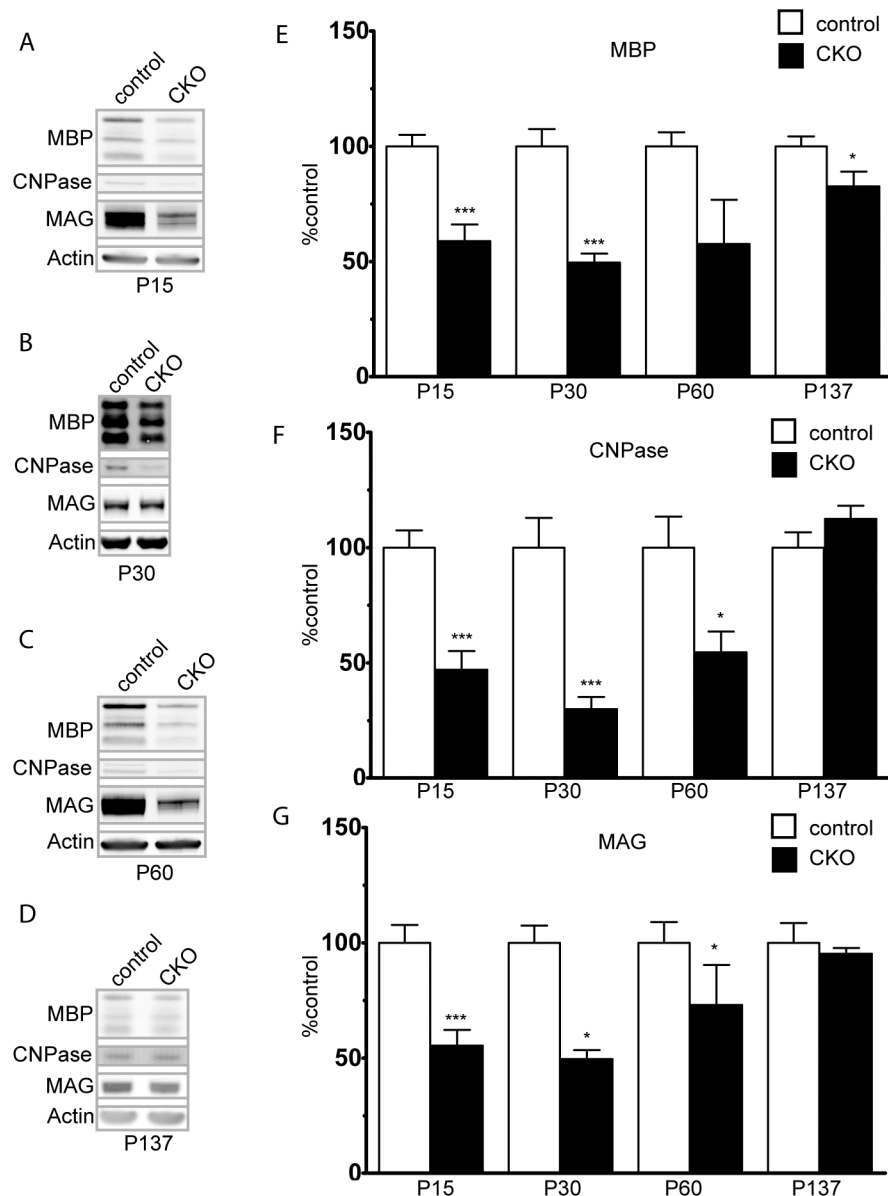 A
control CKO
MBP
CNPase
MAG
Actin
P15
B
control CKO
MBP
CNPase
MAG
Actin
P30
C
control CKO
MBP
CNPase
MAG
Actin
P60
D
control CKO
MBP
CNPase
MAG
Actin
P137
E
MBP
control
CKO
%control
150
100
50
0
*** *** *
P15 P30 P60 P137
F
CNPase
control
CKO
%control
150
100
50
0
*** *** *
P15 P30 P60 P137
G
MAG
control
CKO
%control
150
100
50
0
*** * *
P15 P30 P60 P137